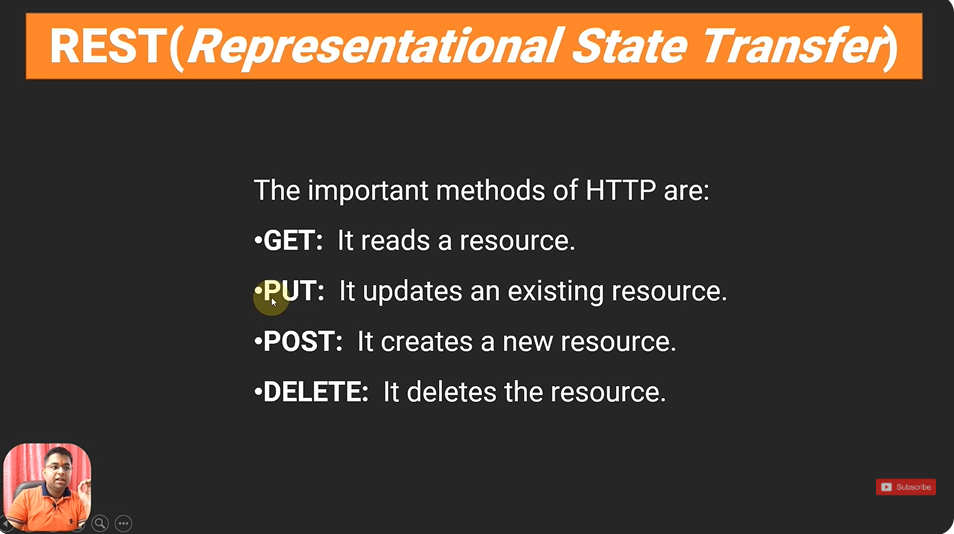 REST(Representational State Transfer)
The important methods of HTTP are:
•GET: It reads a resource.
•PUT: It updates an existing resource.
•POST: It creates a new resource.
•DELETE: It deletes the resource.
Subscribe